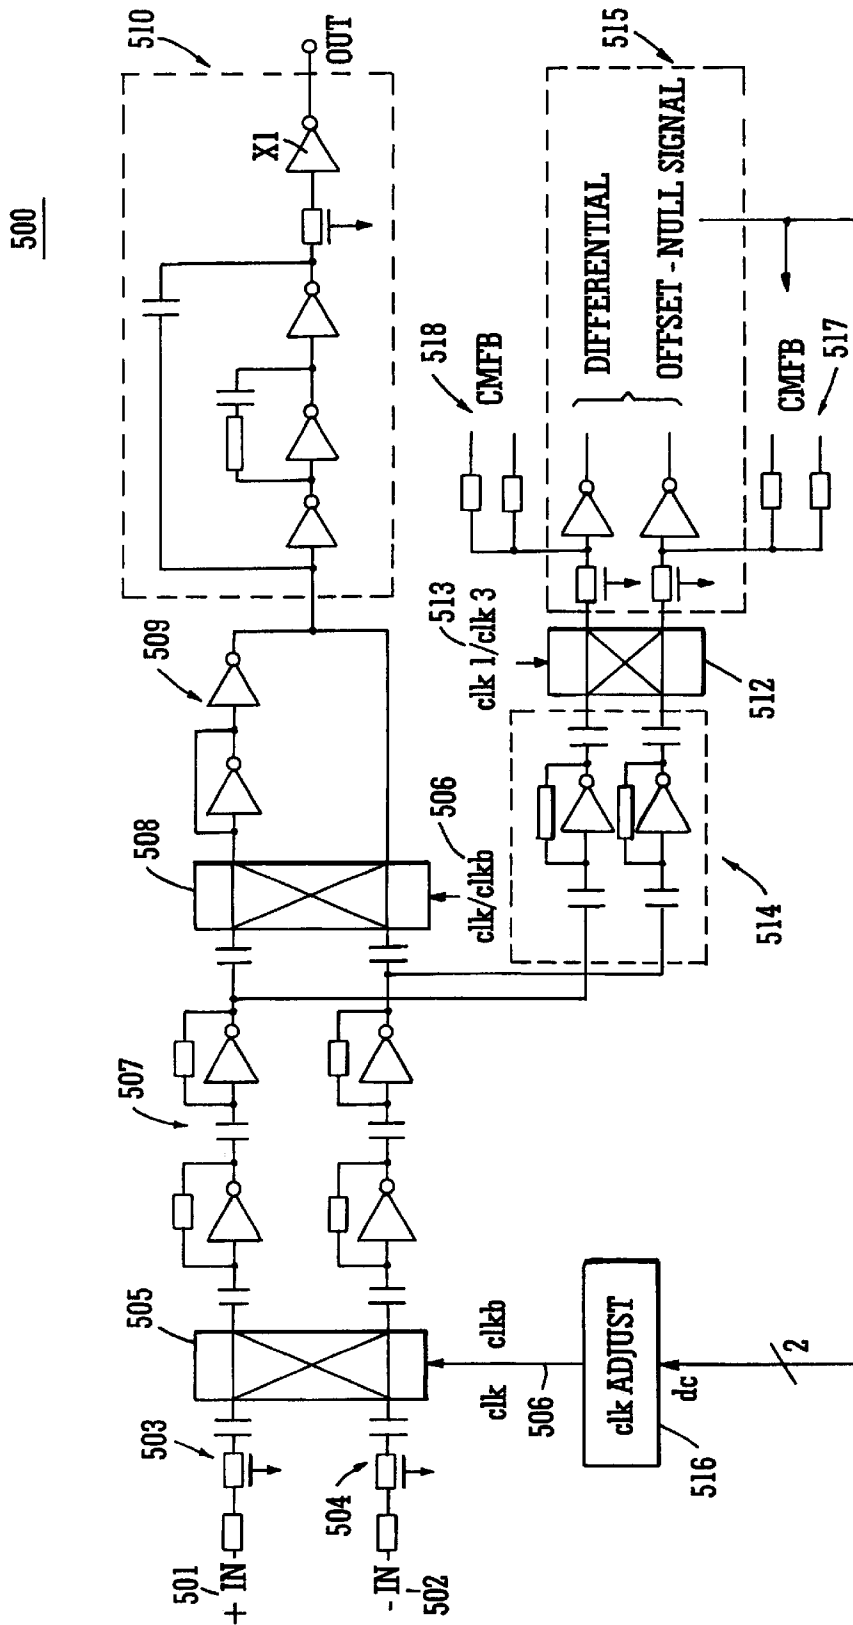 500
510
OUT
X1
509
508
507
506
clk/clkb
505
503
501
+ IN
504
- IN
502
clk clkb
506
clk ADJUST
dc
516
2
518
CMFB
513
clk 1/clk 3
512
514
515
DIFFERENTIAL
OFFSET-NULL SIGNAL
CMFB
517